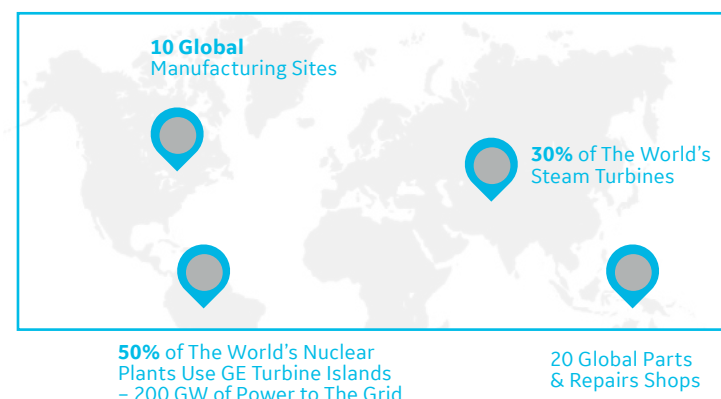 10 Global
Manufacturing Sites
30% of The World's
Steam Turbines
50% of The World's Nuclear
Plants Use GE Turbine Islands
– 200 GW of Power to The Grid
20 Global Parts
& Repairs Shops